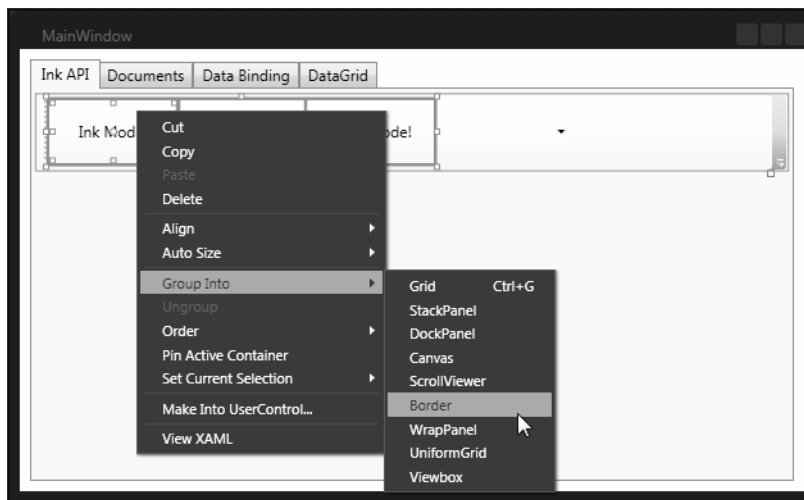 MainWindow
Ink API Documents Data Binding DataGrid
Ink Mod ode!
Cut
Copy
Paste
Delete
Align
Auto Size
Group Into
Ungroup
Order
Pin Active Container
Set Current Selection
Make Into UserControl...
View XAML
Grid Ctrl+G
StackPanel
DockPanel
Canvas
ScrollViewer
Border
WrapPanel
UniformGrid
Viewbox